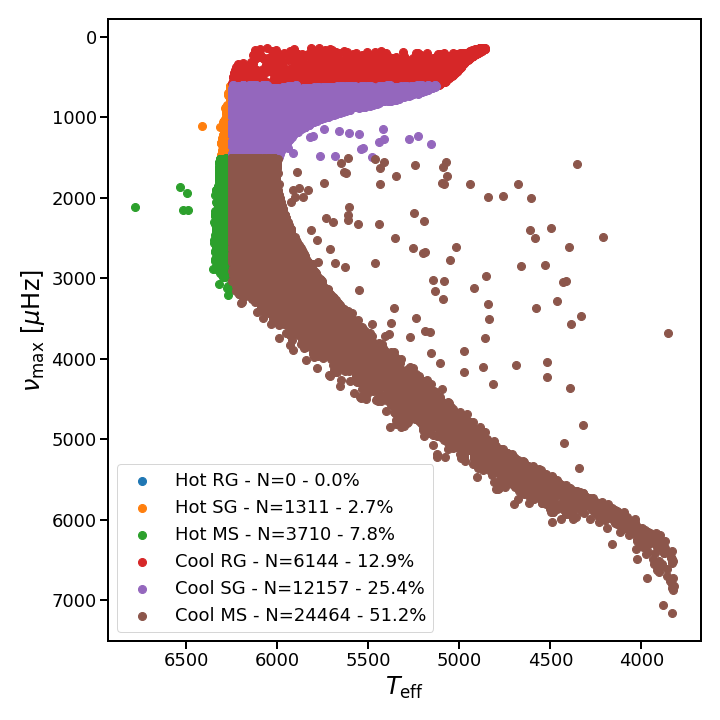 0
1000
2000
3000
4000
5000
6000
7000
ν_max [μHz]
Hot RG - N=0 - 0.0%
Hot SG - N=1311 - 2.7%
Hot MS - N=3710 - 7.8%
Cool RG - N=6144 - 12.9%
Cool SG - N=12157 - 25.4%
Cool MS - N=24464 - 51.2%
6500 6000 5500 5000 4500 4000
T_eff